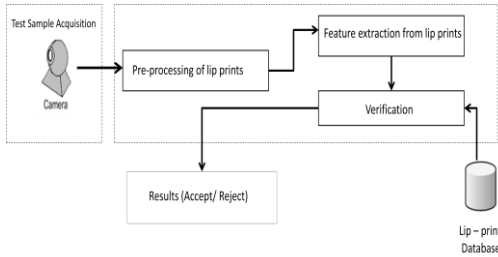 Test Sample Acquisition
Camera
Pre-processing of lip prints
Feature extraction from lip prints
Verification
Results (Accept/ Reject)
Lip – prin
Database